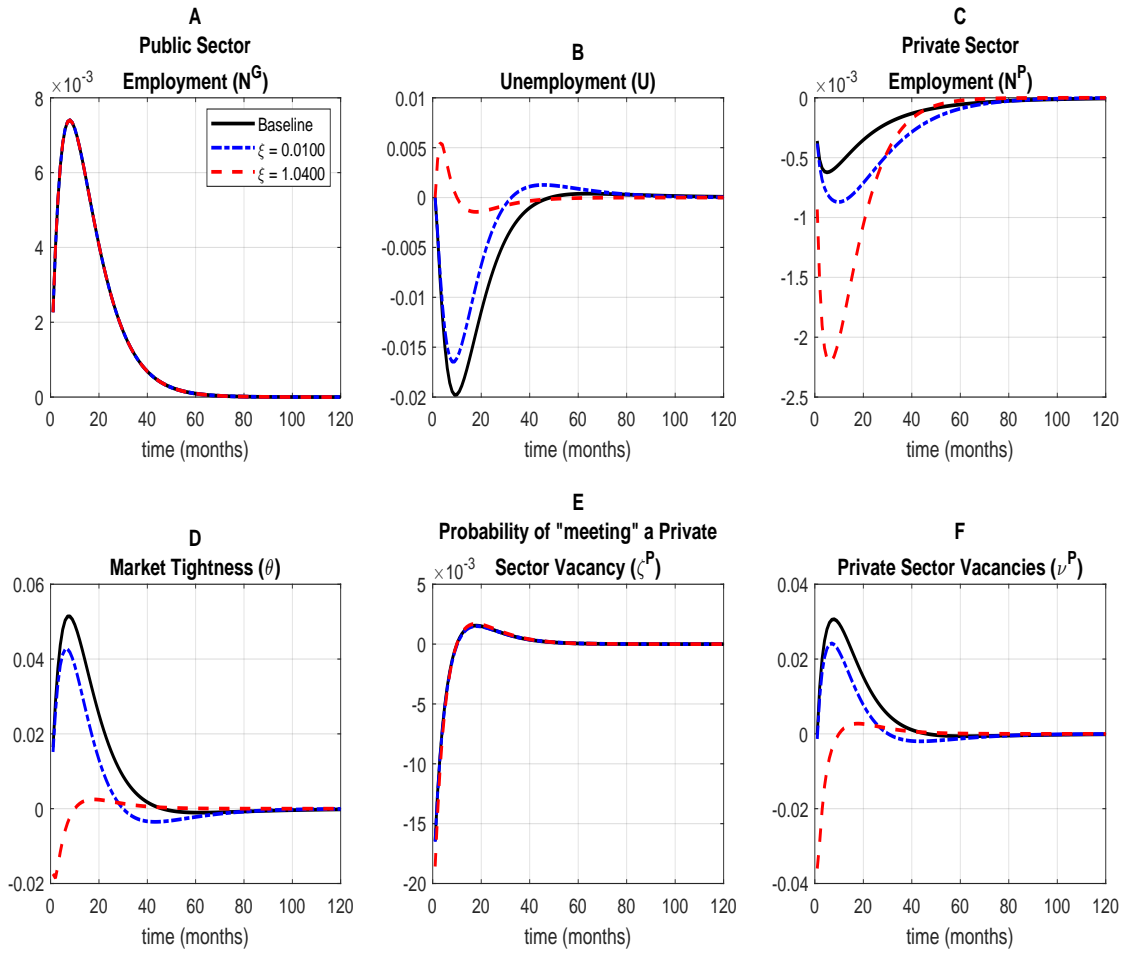 A
Public Sector
Employment (N^G)
×10^-3
8
6
4
2
0
0 20 40 60 80 100 120
time (months)
Baseline
ξ = 0.0100
ξ = 1.0400
B
Unemployment (U)
0.01
0.005
0
-0.005
-0.01
-0.015
-0.02
0 20 40 60 80 100 120
time (months)
C
Private Sector
Employment (N^P)
×10^-3
0
-0.5
-1
-1.5
-2
-2.5
0 20 40 60 80 100 120
time (months)
D
Market Tightness (θ)
0.06
0.04
0.02
0
-0.02
0 20 40 60 80 100 120
time (months)
E
Probability of "meeting" a Private
Sector Vacancy (ζ^P)
×10^-3
5
0
-5
-10
-15
-20
0 20 40 60 80 100 120
time (months)
F
Private Sector Vacancies (ν^P)
0.04
0.02
0
-0.02
-0.04
0 20 40 60 80 100 120
time (months)